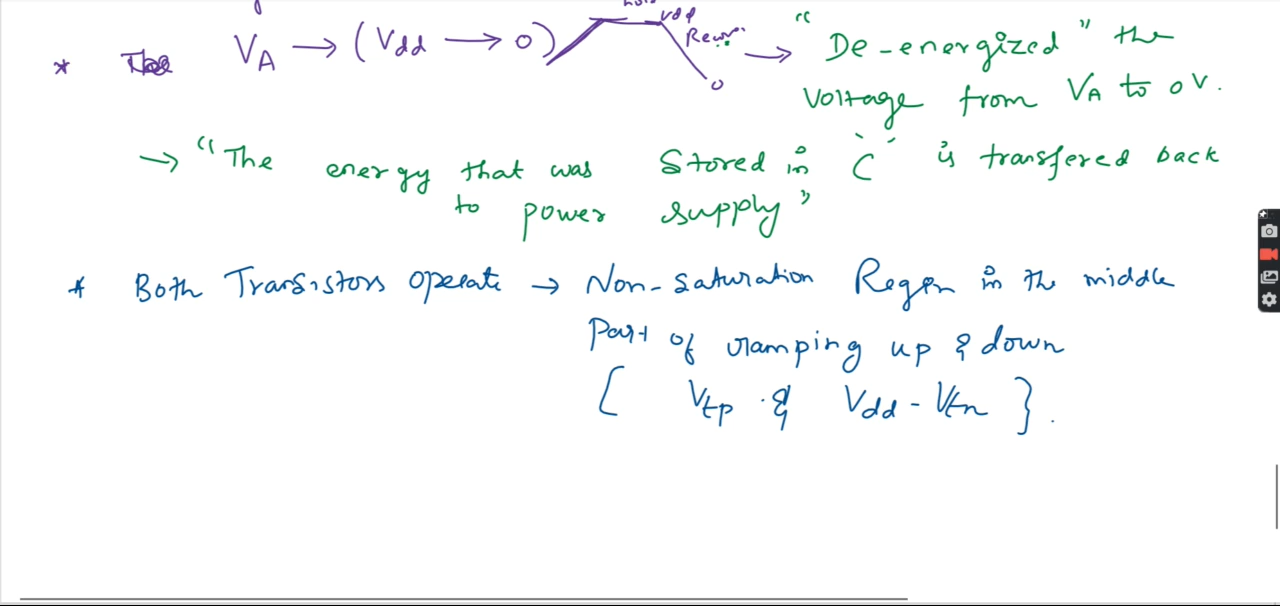 * VA → (Vdd → 0) vdd → “De-energized” the
0
voltage from VA to 0V.
→ “The energy that was stored in 'C' is transfered back
to power supply”
* Both Transistors operate → Non-saturation Region in the middle
part of ramping up & down
[ Vtp & Vdd - Vtn }.